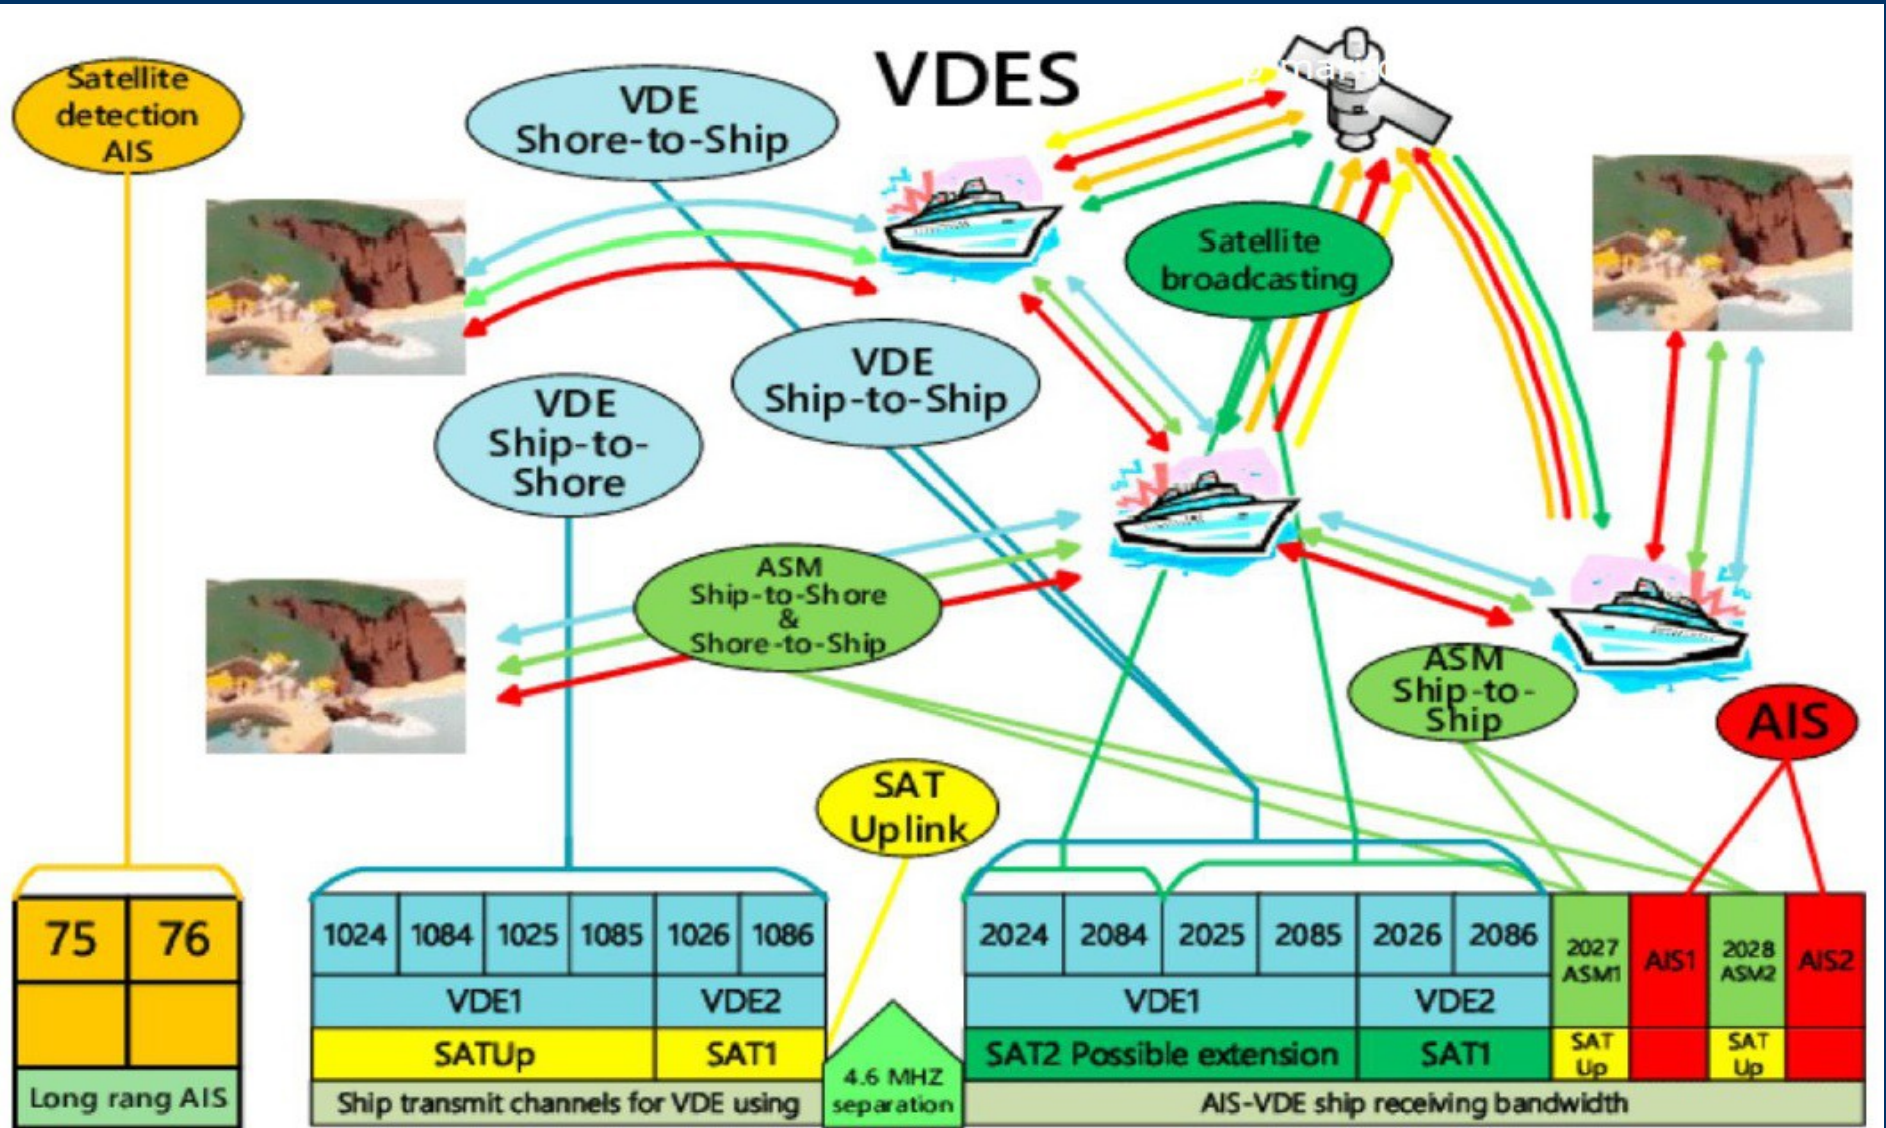 VDES
Satellite
detection
AIS
VDE
Shore-to-Ship
Satellite
broadcasting
VDE
Ship-to-Ship
VDE
Ship-to-
Shore
ASM
Ship-to-Shore
&
Shore-to-Ship
ASM
Ship-to-
Ship
AIS
SAT
Uplink
75 76
Long rang AIS
1024 1084 1025 1085 1026 1086
VDE1 VDE2
SATUp SAT1
Ship transmit channels for VDE using
4.6 MHZ
separation
2024 2084 2025 2085 2026 2086
VDE1 VDE2
SAT2 Possible extension SAT1
2027
ASM1
AIS1
2028
ASM2
AIS2
SAT
Up
SAT
Up
AIS-VDE ship receiving bandwidth